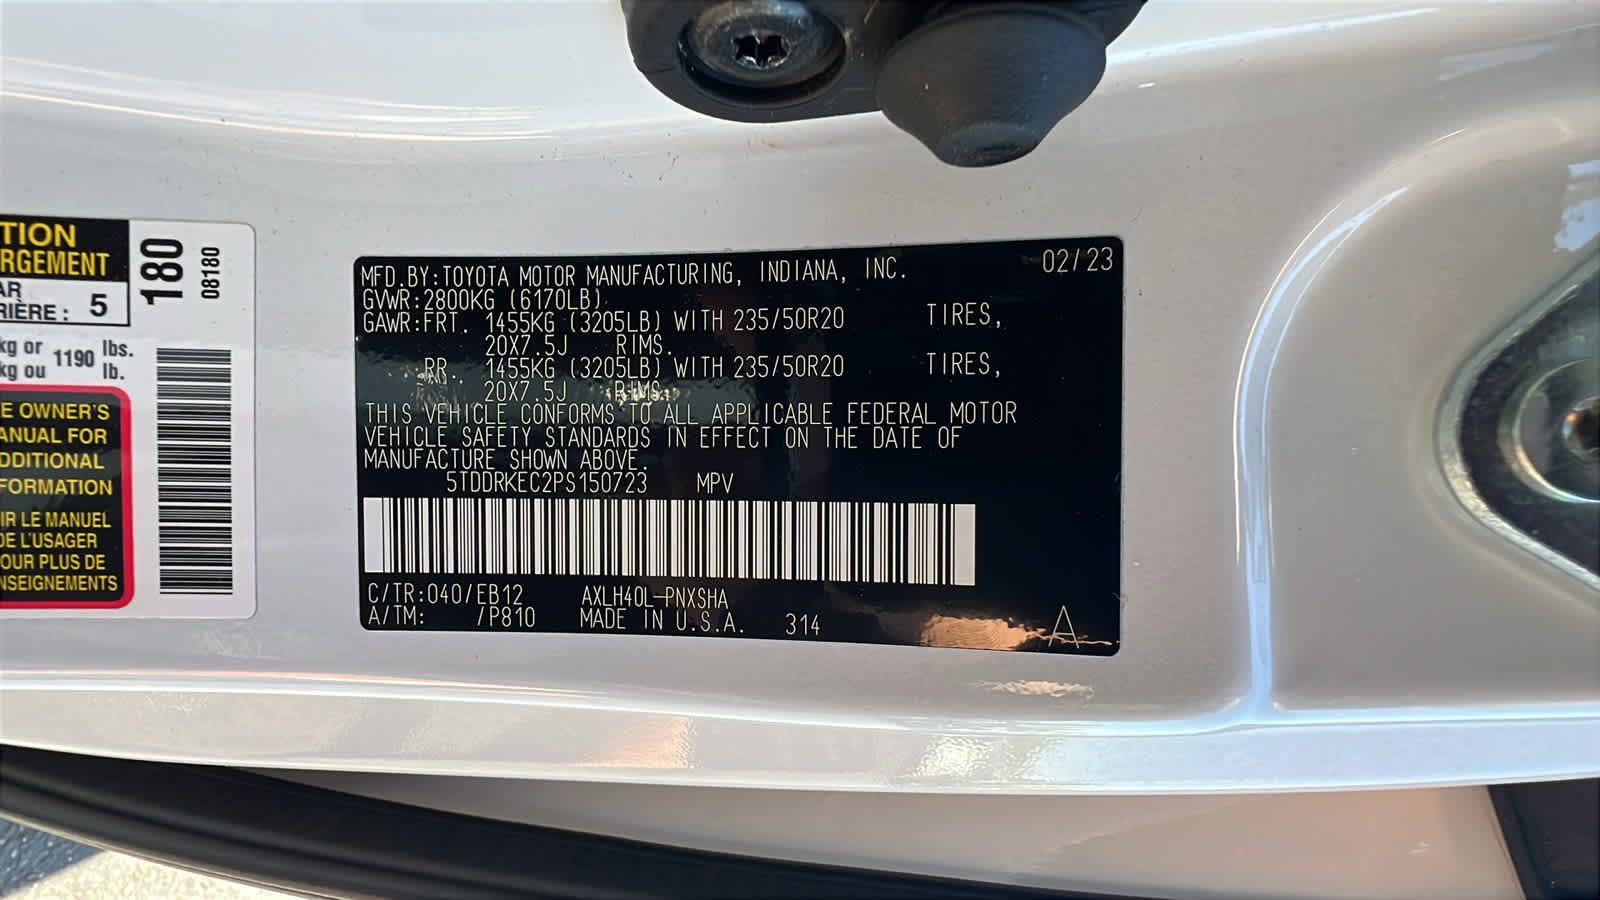 TION
RGEMENT
AR
RIÈRE : 5
kg or 1190 lbs.
kg ou lb.
E OWNER'S
ANUAL FOR
DDITIONAL
FORMATION
IR LE MANUEL
DE L'USAGER
OUR PLUS DE
NSEIGNEMENTS
180
08180
02/23
MFD.BY:TOYOTA MOTOR MANUFACTURING, INDIANA, INC.
GVWR:2800KG (6170LB)
GAWR:FRT. 1455KG (3205LB) WITH 235/50R20 TIRES,
20X7.5J RIMS.
RR. 1455KG (3205LB) WITH 235/50R20 TIRES,
20X7.5J RIMS.
THIS VEHICLE CONFORMS TO ALL APPLICABLE FEDERAL MOTOR
VEHICLE SAFETY STANDARDS IN EFFECT ON THE DATE OF
MANUFACTURE SHOWN ABOVE.
5TDDRKEC2PS150723 MPV
C/TR:040/EB12 AXLH40L-PNXSHA
A/TM: /P810 MADE IN U.S.A. 314
A